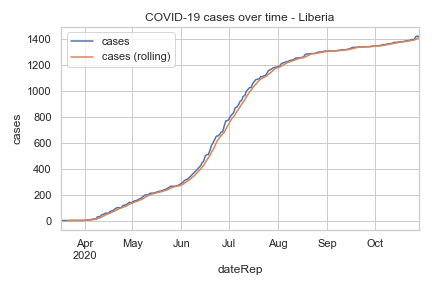 COVID-19 cases over time - Liberia
cases
cases (rolling)
1400
1200
1000
800
600
400
200
0
cases
Apr
2020
May
Jun
Jul
Aug
Sep
Oct
dateRep